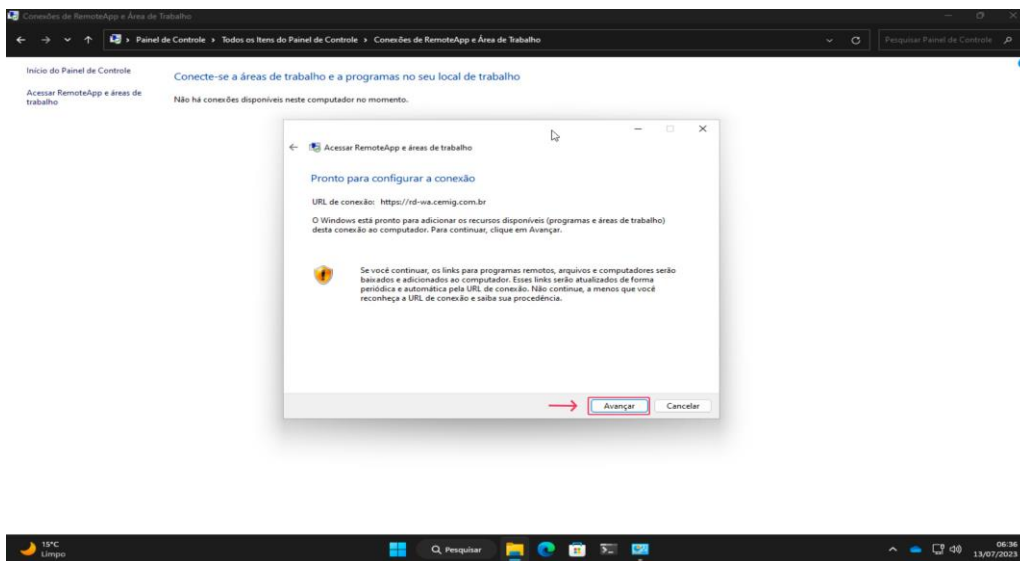 Conexões de RemoteApp e Área de Trabalho
Painel de Controle > Todos os Itens do Painel de Controle > Conexões de RemoteApp e Área de Trabalho
Pesquisar Painel de Controle
Início do Painel de Controle
Acessar RemoteApp e áreas de
trabalho
Conecte-se a áreas de trabalho e a programas no seu local de trabalho
Não há conexões disponíveis neste computador no momento.
Acessar RemoteApp e áreas de trabalho
Pronto para configurar a conexão
URL de conexão: https://rd-wa.cemig.com.br
O Windows está pronto para adicionar os recursos disponíveis (programas e áreas de trabalho)
desta conexão ao computador. Para continuar, clique em Avançar.
Se você continuar, os links para programas remotos, arquivos e computadores serão
baixados e adicionados ao computador. Esses links serão atualizados de forma
periódica e automática pela URL de conexão. Não continue, a menos que você
reconheça a URL de conexão e saiba sua procedência.
Avançar
Cancelar
15°C
Limpo
Pesquisar
06:36
13/07/2023